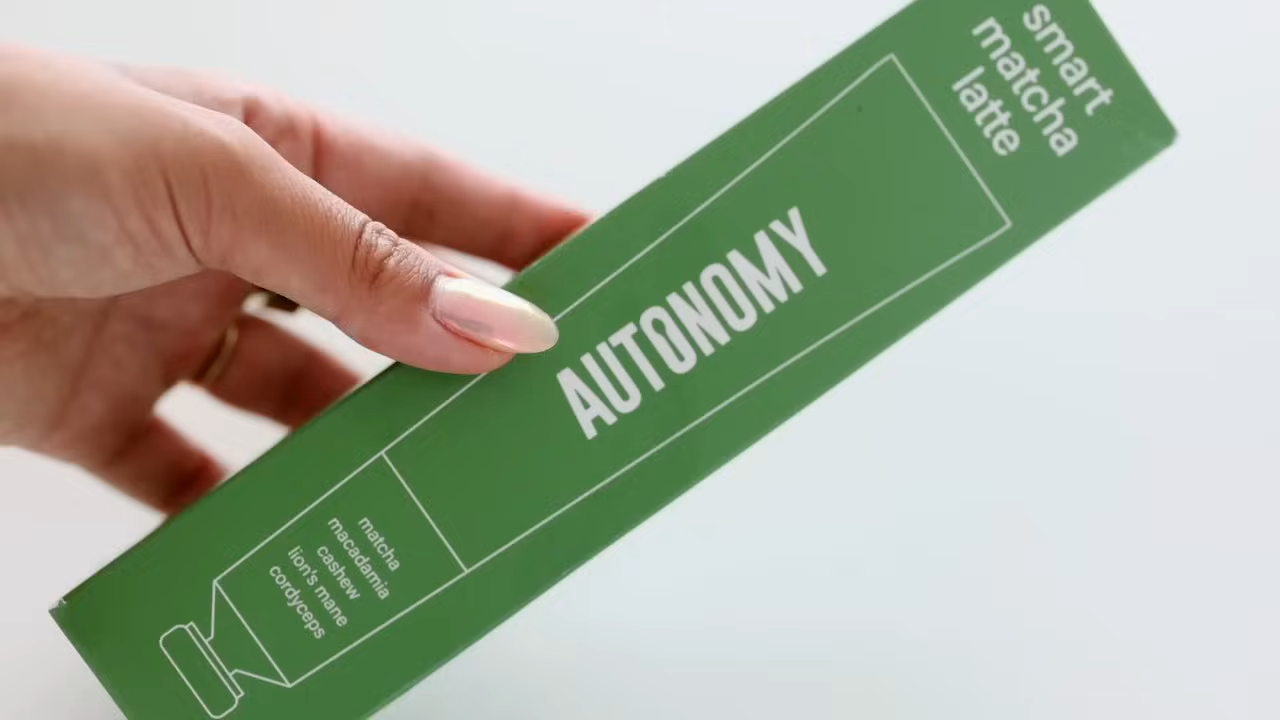 smart
matcha
latte
AUTONOMY
matcha
macadamia
cashew
lion's mane
cordyceps